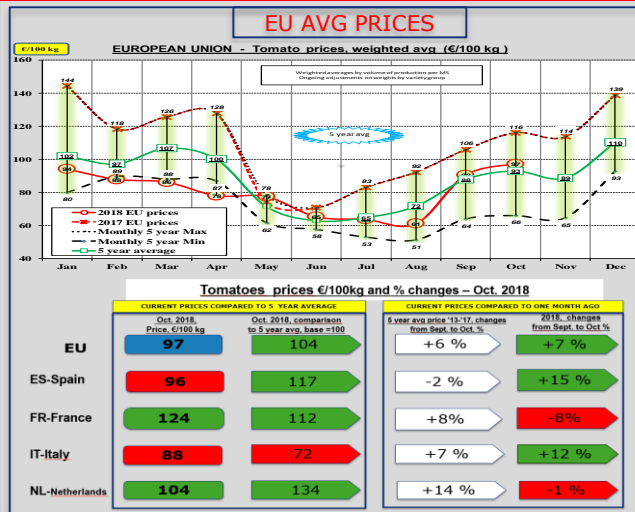 EU AVG PRICES
€/100 kg
EUROPEAN UNION - Tomato prices, weighted avg (€/100 kg )
Weighted averages by volume of production per MS
Ongoing adjustments on weights by variety group
5 year avg
160
140
120
100
80
60
40
144
118
126
128
78
83
92
106
116
114
139
102
97
107
100
65
72
89
93
89
110
94
88
86
78
65
61
97
80
89
88
87
62
58
53
51
64
66
65
93
2018 EU prices
2017 EU prices
Monthly 5 year Max
Monthly 5 year Min
5 year average
Jan Feb Mar Apr May Jun Jul Aug Sep Oct Nov Dec
Tomatoes prices €/100kg and % changes – Oct. 2018
CURRENT PRICES COMPARED TO 5 YEAR AVERAGE CURRENT PRICES COMPARED TO ONE MONTH AGO
Oct. 2018, Price, €/100 kg
Oct. 2018, comparison to 5 year avg, base =100
5 year avg price '13-'17, changes from Sept. to Oct. %
2018, changes from Sept. to Oct %
EU 97 104 +6 % +7 %
ES-Spain 96 117 -2 % +15 %
FR-France 124 112 +8% -8%
IT-Italy 88 72 +7 % +12 %
NL-Netherlands 104 134 +14 % -1 %